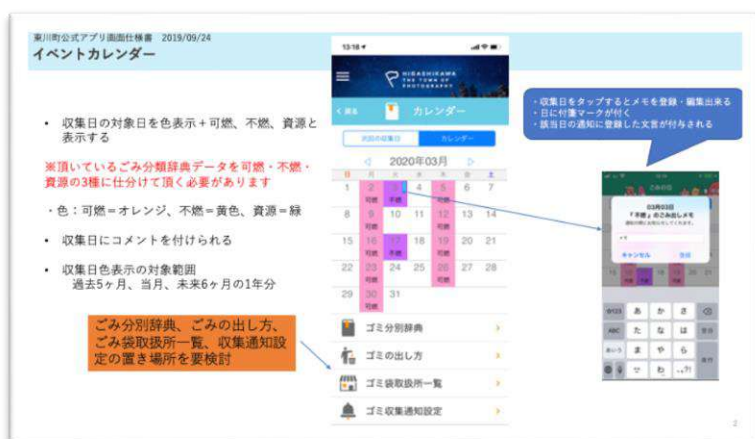 東川町公式アプリ画面仕様書 2019/09/24
イベントカレンダー
• 収集日の対象日を色表示+可燃、不燃、資源と
表示する
※頂いているごみ分類辞典データを可燃・不燃・
資源の3種に仕分けて頂く必要があります
・色:可燃=オレンジ、不燃=黄色、資源=緑
• 収集日にコメントを付けられる
• 収集日色表示の対象範囲
過去5ヶ月、当月、未来6ヶ月の1年分
ごみ分別辞典、ごみの出し方、
ごみ袋取扱所一覧、収集通知設
定の置き場所を要検討
13:18
HIGASHIKAWA
THE TOWN OF
PHOTOGRAPHY
< 戻る
カレンダー
次回の収集日
カレンダー
2020年03月
日 月 火 水 木 金 土
1 2 3 4 5 6 7
可燃 不燃 可燃
8 9 10 11 12 13 14
可燃 可燃
15 16 17 18 19 20 21
可燃 不燃 可燃
22 23 24 25 26 27 28
可燃 可燃
29 30 31
可燃
ゴミ分別辞典
ゴミの出し方
ゴミ袋取扱所一覧
ゴミ収集通知設定
・収集日をタップするとメモを登録・編集出来る
・日に付箋マークが付く
・該当日の通知に登録した文言が付与される
ごみの日
03月03日
「不燃」のごみ出しメモ
メモ
キャンセル 登録
☆123 あ か さ
ABC た な は 空白
あいう ま や ら
わ 、。?!
改行
2